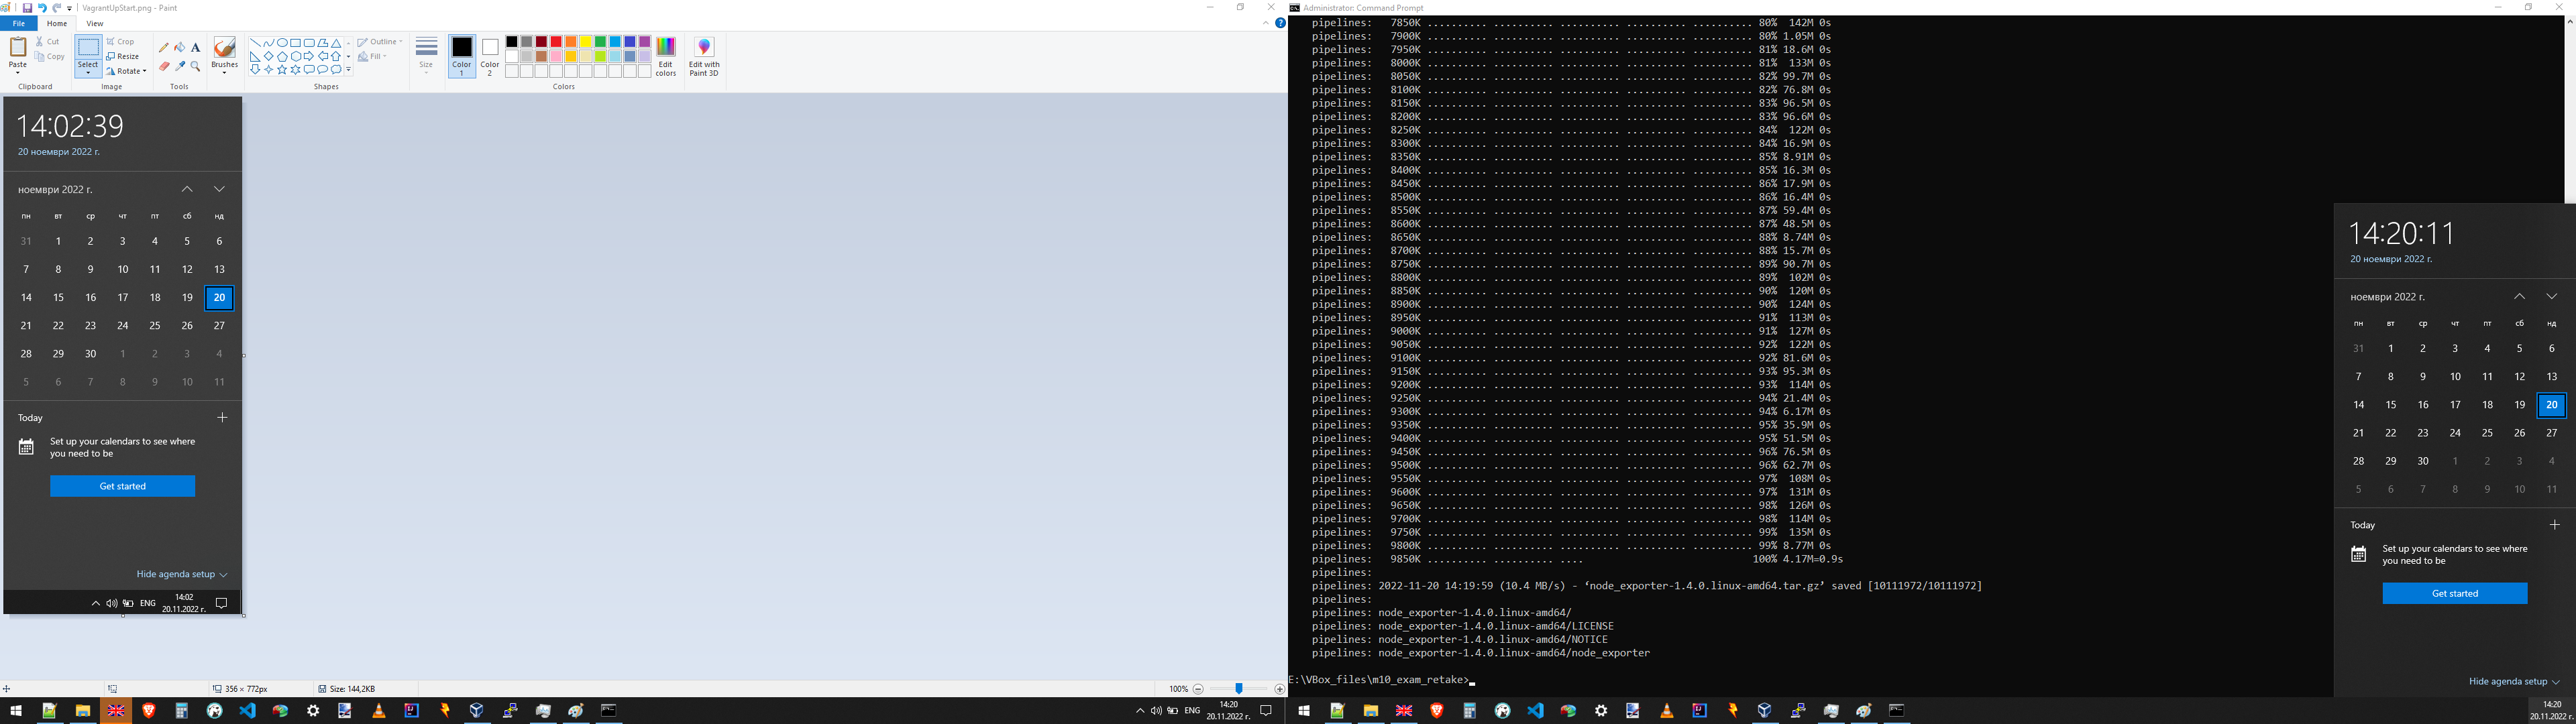 VagrantUpStart.png - Paint
File Home View
Paste
Cut
Copy
Clipboard
Select
Crop
Resize
Rotate
Image
Tools
Brushes
Shapes
Outline
Fill
Size
Color 1
Color 2
Edit colors
Colors
Edit with Paint 3D
14:02:39
20 ноември 2022 г.
ноември 2022 г.
пн вт ср чт пт сб нд
31 1 2 3 4 5 6
7 8 9 10 11 12 13
14 15 16 17 18 19 20
21 22 23 24 25 26 27
28 29 30 1 2 3 4
5 6 7 8 9 10 11
Today
Set up your calendars to see where
you need to be
Get started
Hide agenda setup
ENG 14:02
20.11.2022 г.
356 × 772px
Size: 144,2KB
100%
ENG 14:20
20.11.2022 г.
Administrator: Command Prompt
pipelines: 7850K .......... .......... .......... .......... .......... 80% 142M 0s
pipelines: 7900K .......... .......... .......... .......... .......... 80% 1.05M 0s
pipelines: 7950K .......... .......... .......... .......... .......... 81% 18.6M 0s
pipelines: 8000K .......... .......... .......... .......... .......... 81% 133M 0s
pipelines: 8050K .......... .......... .......... .......... .......... 82% 99.7M 0s
pipelines: 8100K .......... .......... .......... .......... .......... 82% 76.8M 0s
pipelines: 8150K .......... .......... .......... .......... .......... 83% 96.5M 0s
pipelines: 8200K .......... .......... .......... .......... .......... 83% 96.6M 0s
pipelines: 8250K .......... .......... .......... .......... .......... 84% 122M 0s
pipelines: 8300K .......... .......... .......... .......... .......... 84% 16.9M 0s
pipelines: 8350K .......... .......... .......... .......... .......... 85% 8.91M 0s
pipelines: 8400K .......... .......... .......... .......... .......... 85% 16.3M 0s
pipelines: 8450K .......... .......... .......... .......... .......... 86% 17.9M 0s
pipelines: 8500K .......... .......... .......... .......... .......... 86% 16.4M 0s
pipelines: 8550K .......... .......... .......... .......... .......... 87% 59.4M 0s
pipelines: 8600K .......... .......... .......... .......... .......... 87% 48.5M 0s
pipelines: 8650K .......... .......... .......... .......... .......... 88% 8.74M 0s
pipelines: 8700K .......... .......... .......... .......... .......... 88% 15.7M 0s
pipelines: 8750K .......... .......... .......... .......... .......... 89% 90.7M 0s
pipelines: 8800K .......... .......... .......... .......... .......... 89% 102M 0s
pipelines: 8850K .......... .......... .......... .......... .......... 90% 120M 0s
pipelines: 8900K .......... .......... .......... .......... .......... 90% 124M 0s
pipelines: 8950K .......... .......... .......... .......... .......... 91% 113M 0s
pipelines: 9000K .......... .......... .......... .......... .......... 91% 127M 0s
pipelines: 9050K .......... .......... .......... .......... .......... 92% 122M 0s
pipelines: 9100K .......... .......... .......... .......... .......... 92% 81.6M 0s
pipelines: 9150K .......... .......... .......... .......... .......... 93% 95.3M 0s
pipelines: 9200K .......... .......... .......... .......... .......... 93% 114M 0s
pipelines: 9250K .......... .......... .......... .......... .......... 94% 21.4M 0s
pipelines: 9300K .......... .......... .......... .......... .......... 94% 6.17M 0s
pipelines: 9350K .......... .......... .......... .......... .......... 95% 35.9M 0s
pipelines: 9400K .......... .......... .......... .......... .......... 95% 51.5M 0s
pipelines: 9450K .......... .......... .......... .......... .......... 96% 76.5M 0s
pipelines: 9500K .......... .......... .......... .......... .......... 96% 62.7M 0s
pipelines: 9550K .......... .......... .......... .......... .......... 97% 108M 0s
pipelines: 9600K .......... .......... .......... .......... .......... 97% 131M 0s
pipelines: 9650K .......... .......... .......... .......... .......... 98% 126M 0s
pipelines: 9700K .......... .......... .......... .......... .......... 98% 114M 0s
pipelines: 9750K .......... .......... .......... .......... .......... 99% 135M 0s
pipelines: 9800K .......... .......... .......... .......... .......... 99% 8.77M 0s
pipelines: 9850K .......... .......... .... 100% 4.17M=0.9s
pipelines:
pipelines: 2022-11-20 14:19:59 (10.4 MB/s) - ‘node_exporter-1.4.0.linux-amd64.tar.gz’ saved [10111972/10111972]
pipelines:
pipelines: node_exporter-1.4.0.linux-amd64/
pipelines: node_exporter-1.4.0.linux-amd64/LICENSE
pipelines: node_exporter-1.4.0.linux-amd64/NOTICE
pipelines: node_exporter-1.4.0.linux-amd64/node_exporter
E:\VBox_files\m10_exam_retake>
14:20:11
20 ноември 2022 г.
ноември 2022 г.
пн вт ср чт пт сб нд
31 1 2 3 4 5 6
7 8 9 10 11 12 13
14 15 16 17 18 19 20
21 22 23 24 25 26 27
28 29 30 1 2 3 4
5 6 7 8 9 10 11
Today
Set up your calendars to see where
you need to be
Get started
Hide agenda setup
14:20
20.11.2022 г.